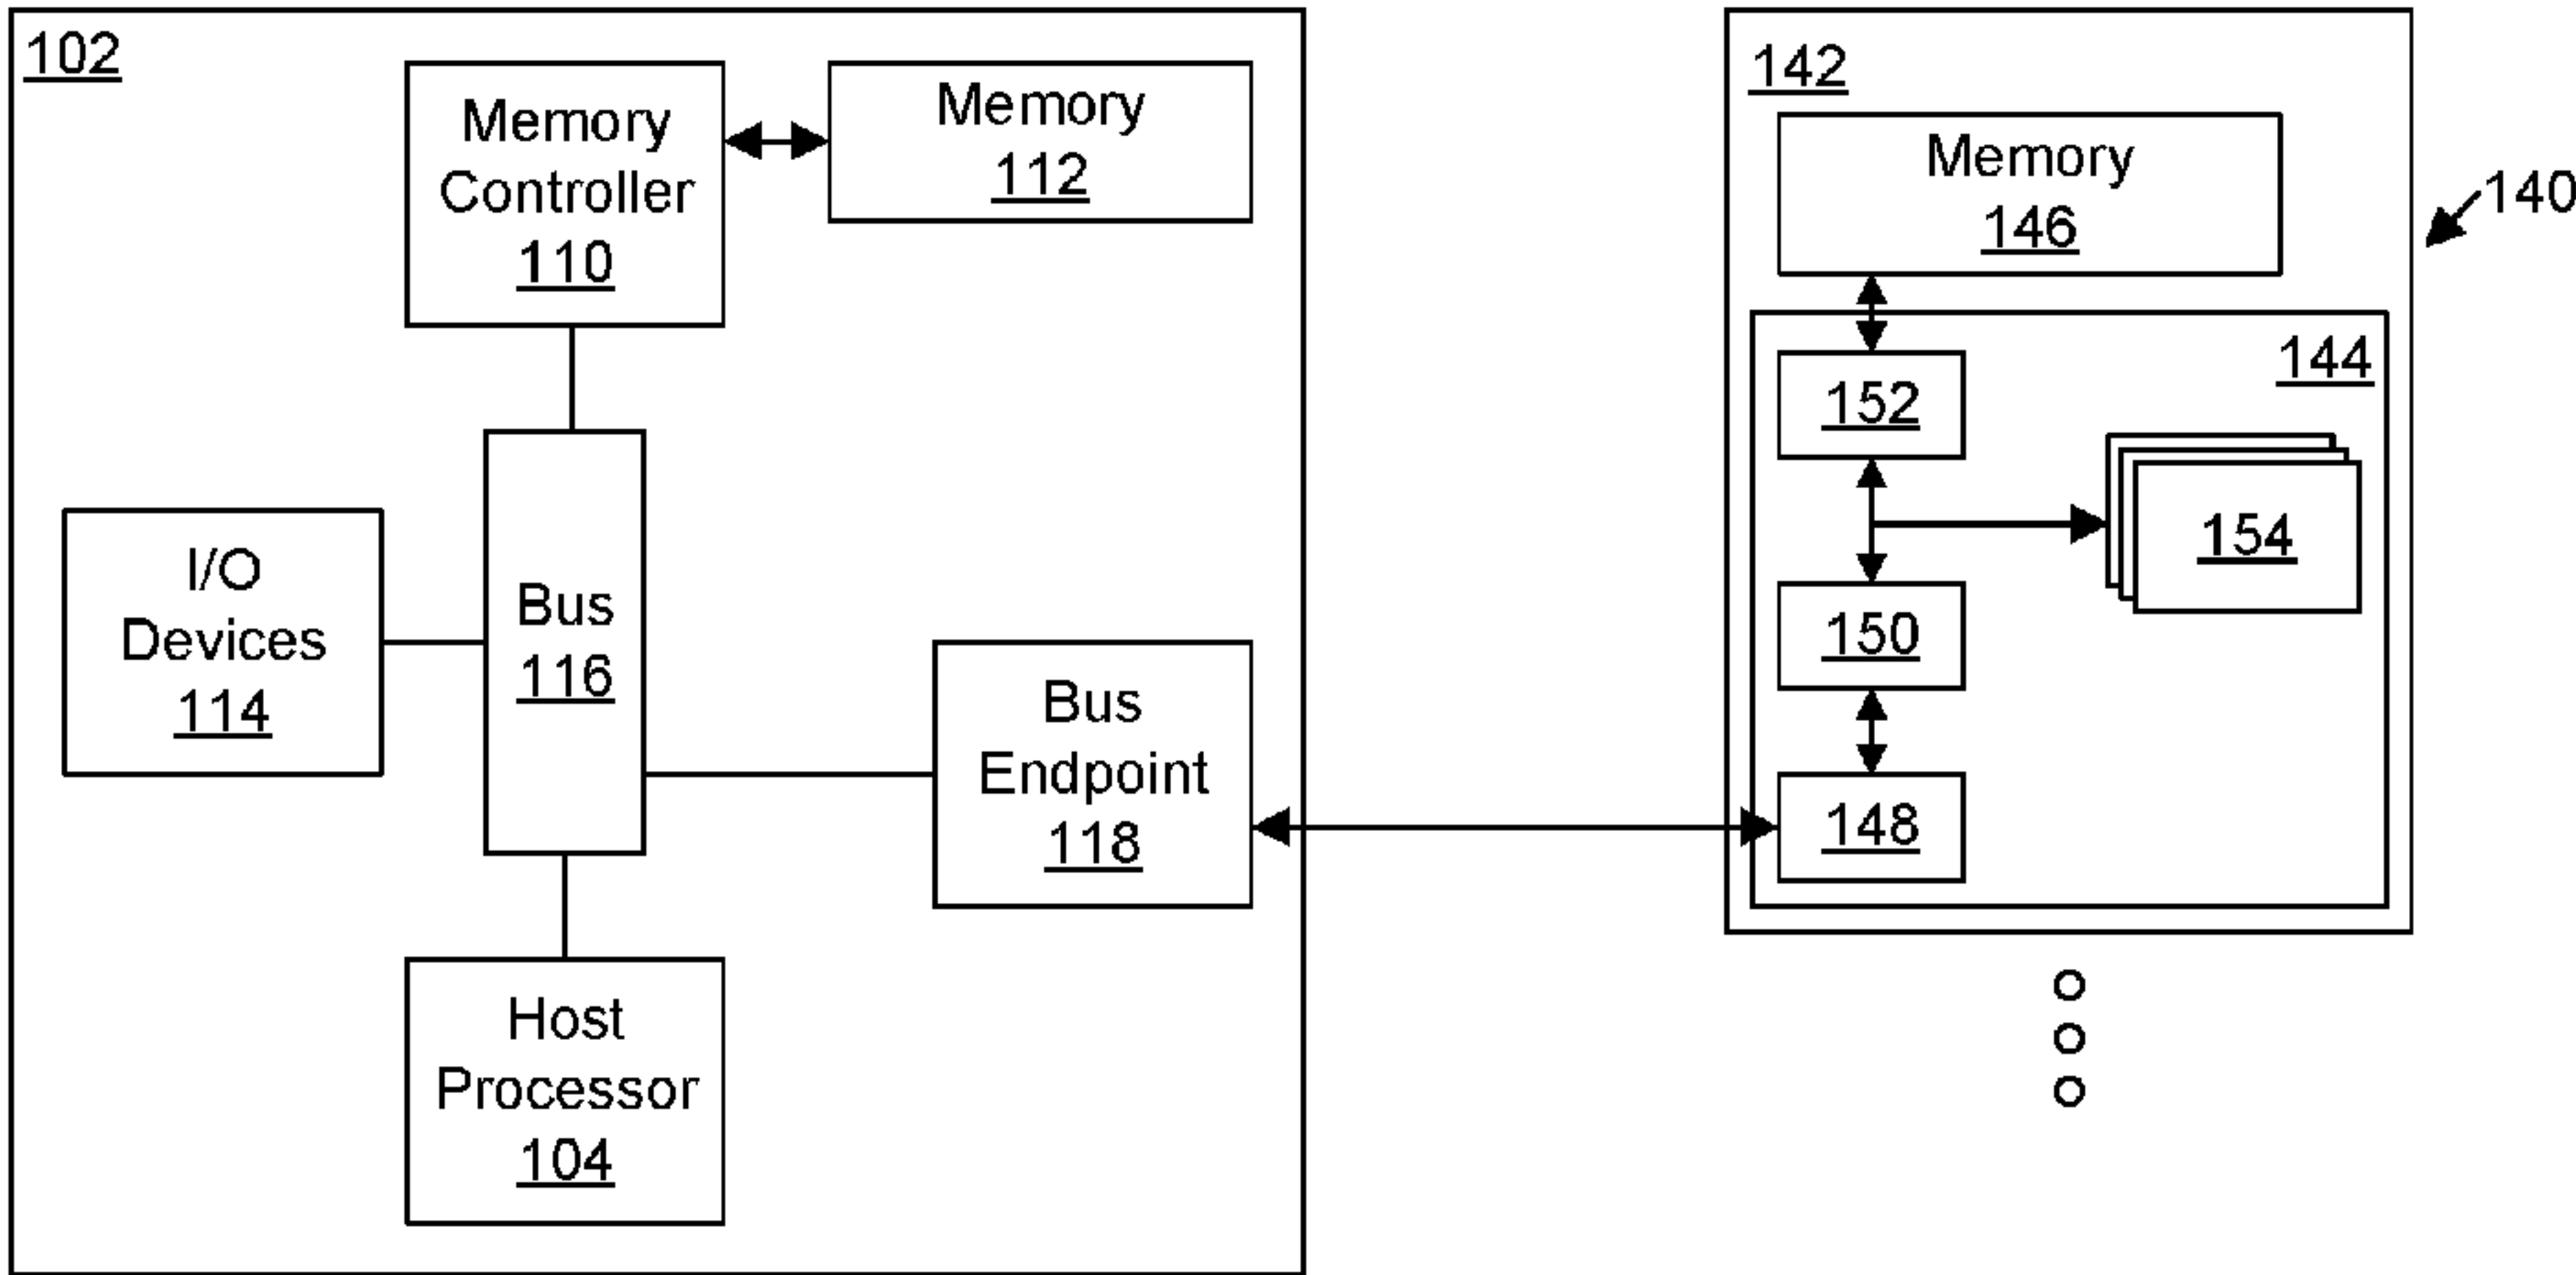 102
Memory
Controller
110
Memory
112
I/O
Devices
114
Bus
116
Bus
Endpoint
118
Host
Processor
104
142
Memory
146
140
144
152
154
150
148